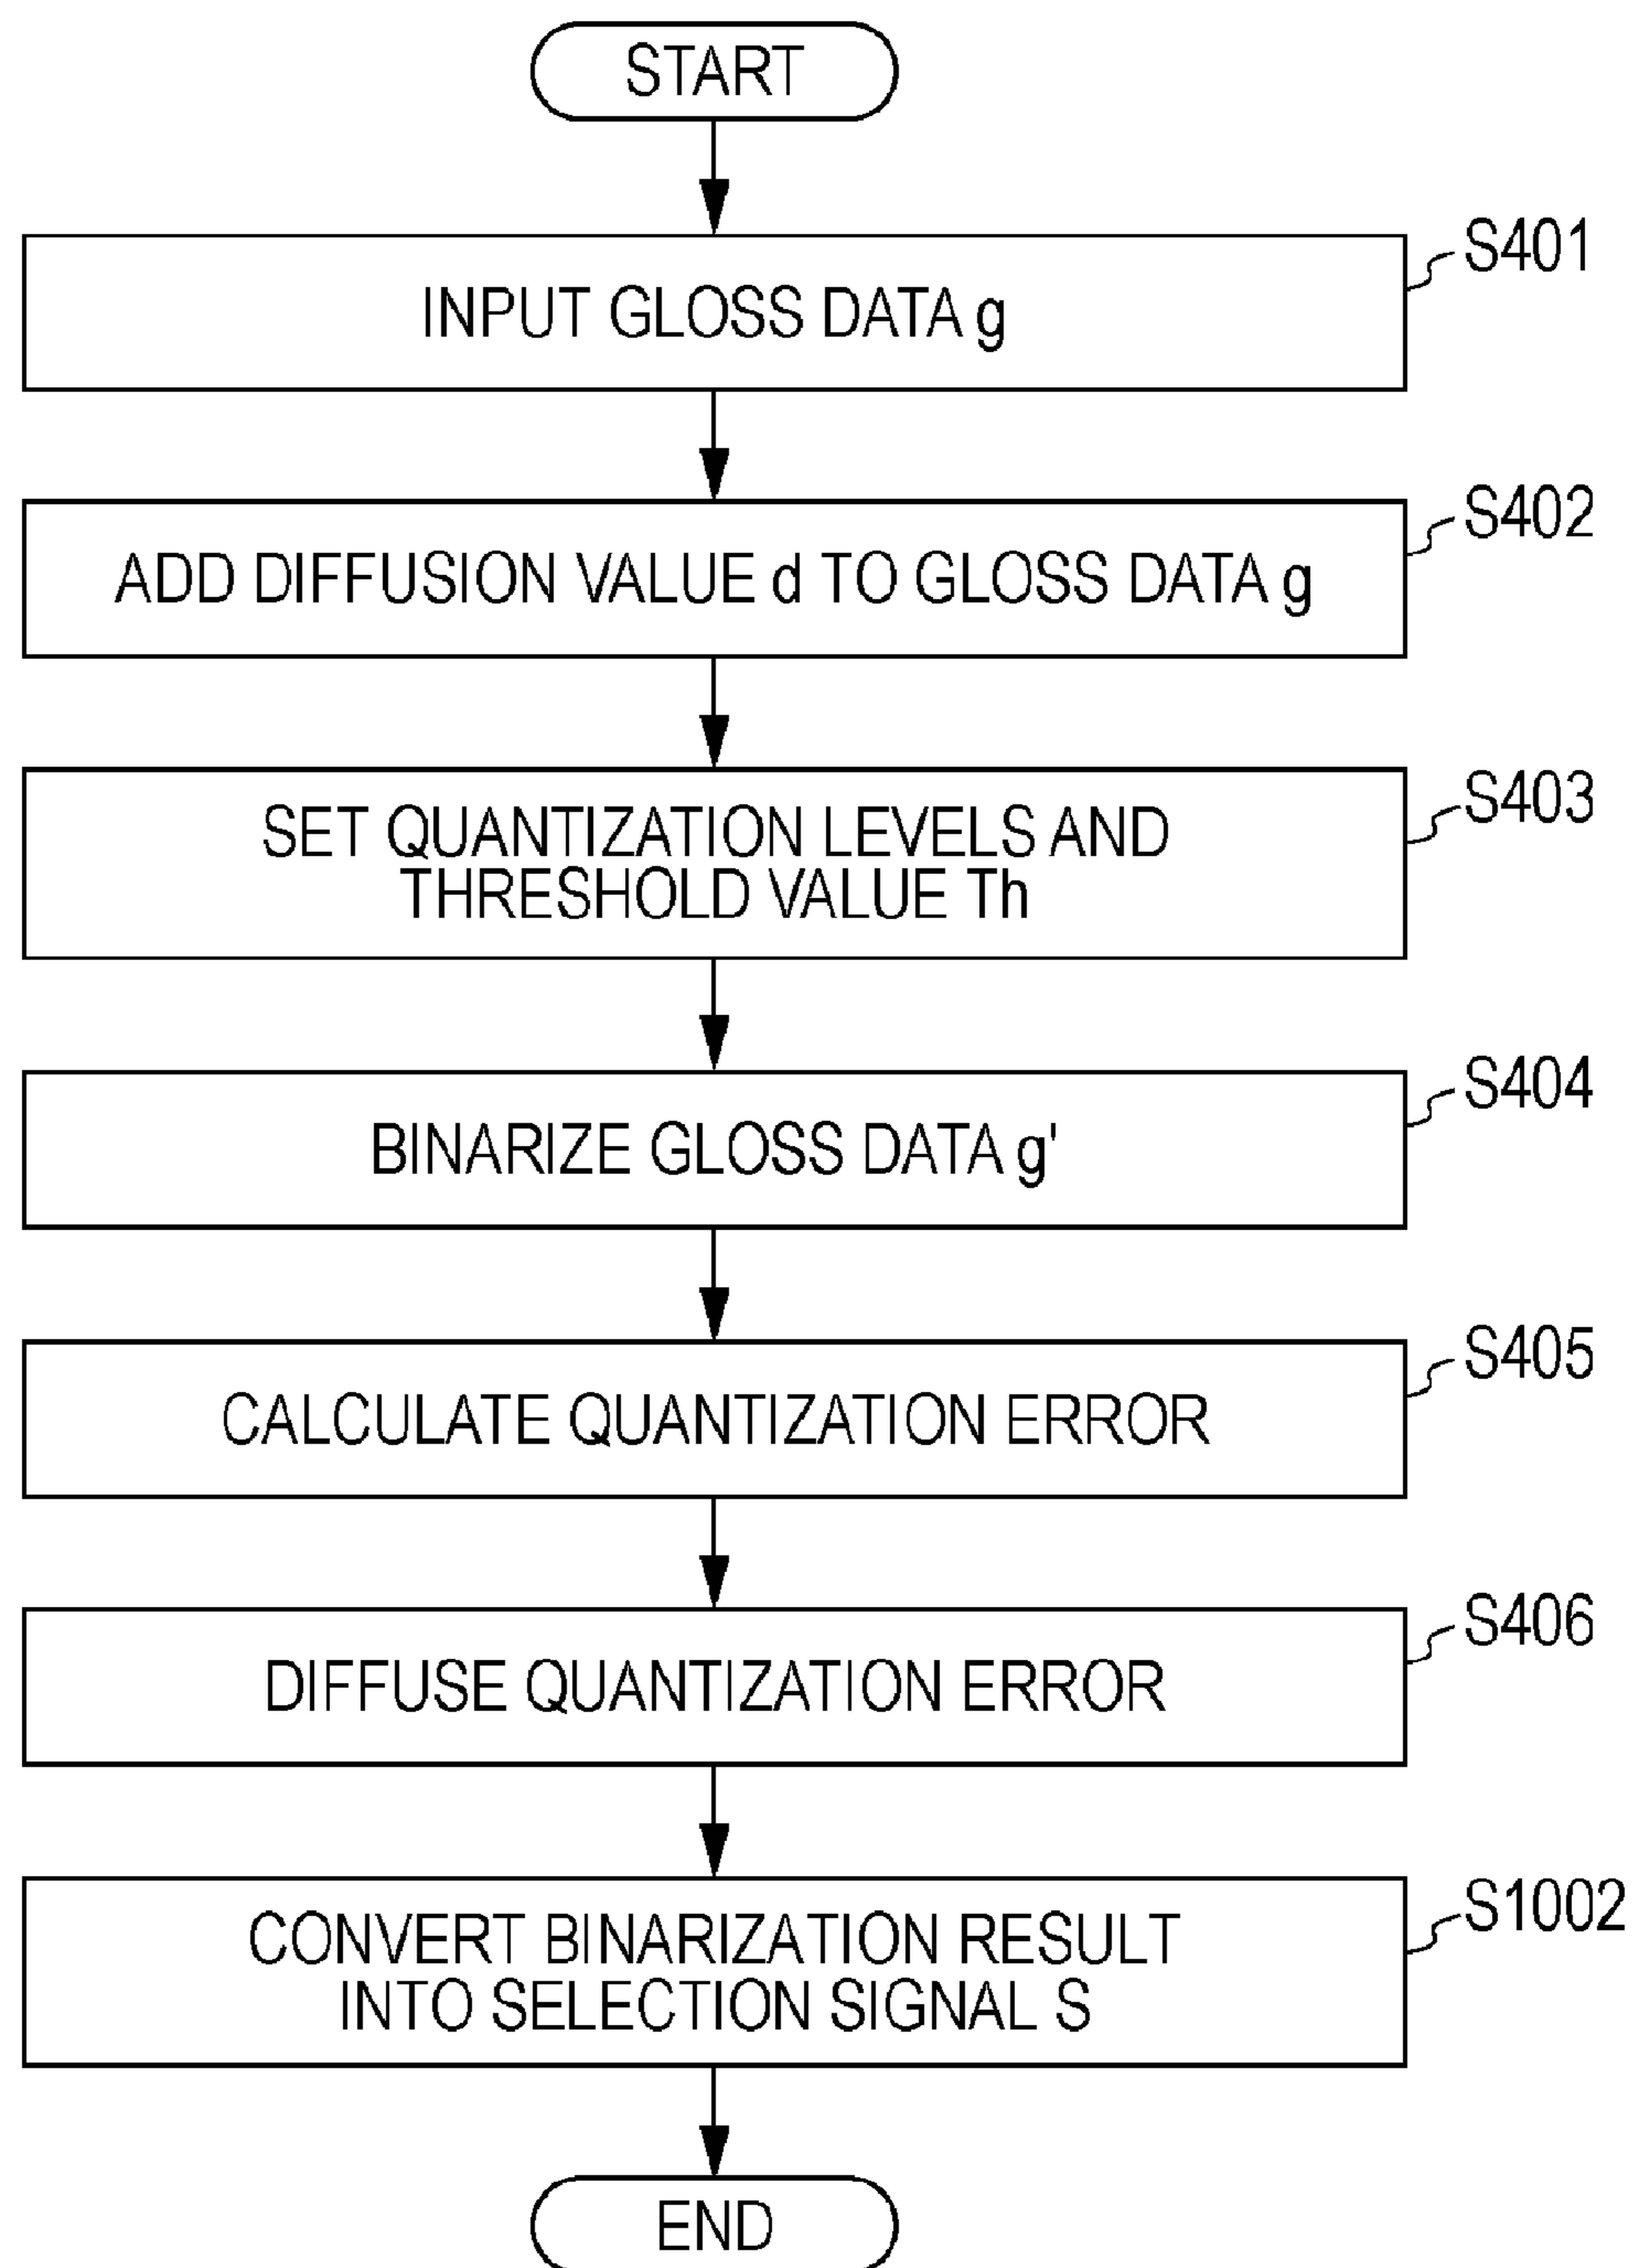 START
S401
INPUT GLOSS DATA g
S402
ADD DIFFUSION VALUE d TO GLOSS DATA g
S403
SET QUANTIZATION LEVELS AND
THRESHOLD VALUE Th
S404
BINARIZE GLOSS DATA g'
S405
CALCULATE QUANTIZATION ERROR
S406
DIFFUSE QUANTIZATION ERROR
S1002
CONVERT BINARIZATION RESULT
INTO SELECTION SIGNAL S
END